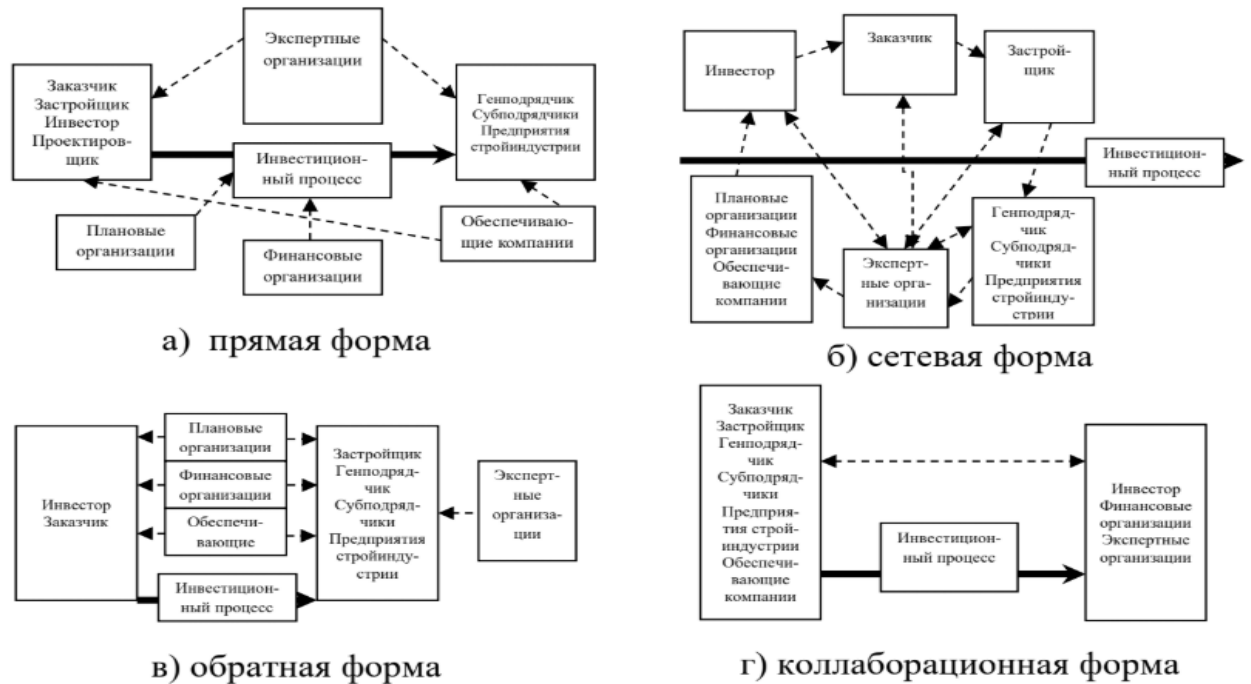 Экспертные
организации
Заказчик
Застройщик
Инвестор
Проектиров-
щик
Генподрядчик
Субподрядчики
Предприятия
стройиндустрии
Инвестицион-
ный процесс
Плановые
организации
Финансовые
организации
Обеспечиваю-
щие компании
а) прямая форма
Инвестор
Заказчик
Застрой-
щик
Инвестицион-
ный процесс
Плановые
организации
Финансовые
организации
Обеспечи-
вающие
компании
Эксперт-
ные орга-
низации
Генподряд-
чик
Субподряд-
чики
Предприятия
стройинду-
стрии
б) сетевая форма
Инвестор
Заказчик
Плановые
организации
Финансовые
организации
Обеспечи-
вающие
Инвестицион-
ный процесс
Застройщик
Генподряд-
чик
Субподряд-
чики
Предприятия
стройинду-
стрии
Эксперт-
ные
организа-
ции
в) обратная форма
Заказчик
Застройщик
Генподряд-
чик
Субподряд-
чики
Предприя-
тия строй-
индустрии
Обеспечи-
вающие
компании
Инвестицион-
ный процесс
Инвестор
Финансовые
организации
Экспертные
организации
г) коллаборационная форма